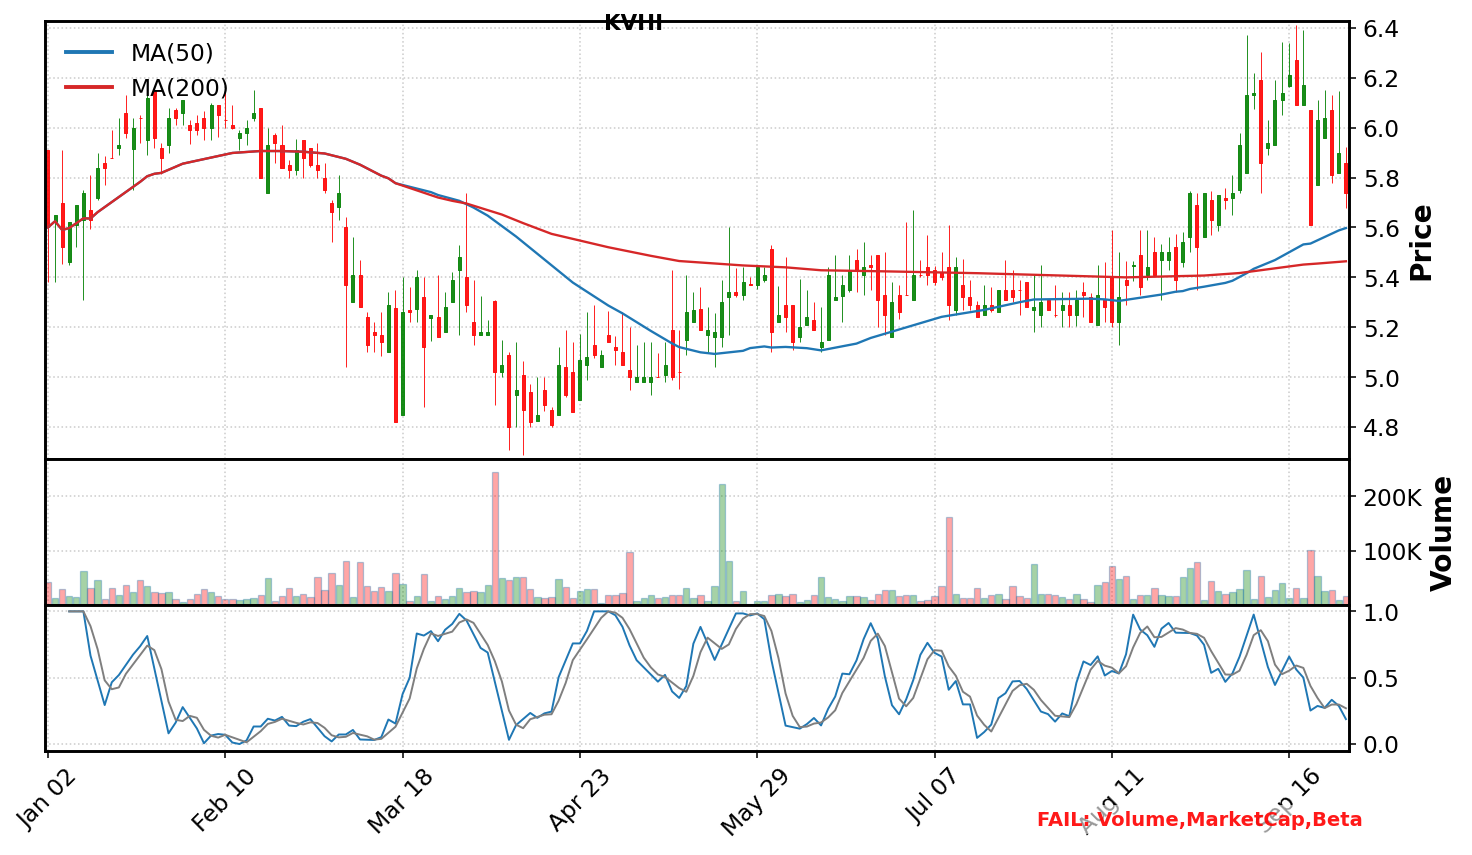 KVHI
MA(50)
MA(200)
6.4
6.2
6.0
5.8
5.6
5.4
5.2
5.0
4.8
Price
200K
100K
Volume
1.0
0.5
0.0
Jan 02
Feb 10
Mar 18
Apr 23
May 29
Jul 07
Aug 11
Sep 16
FAIL: Volume,MarketCap,Beta